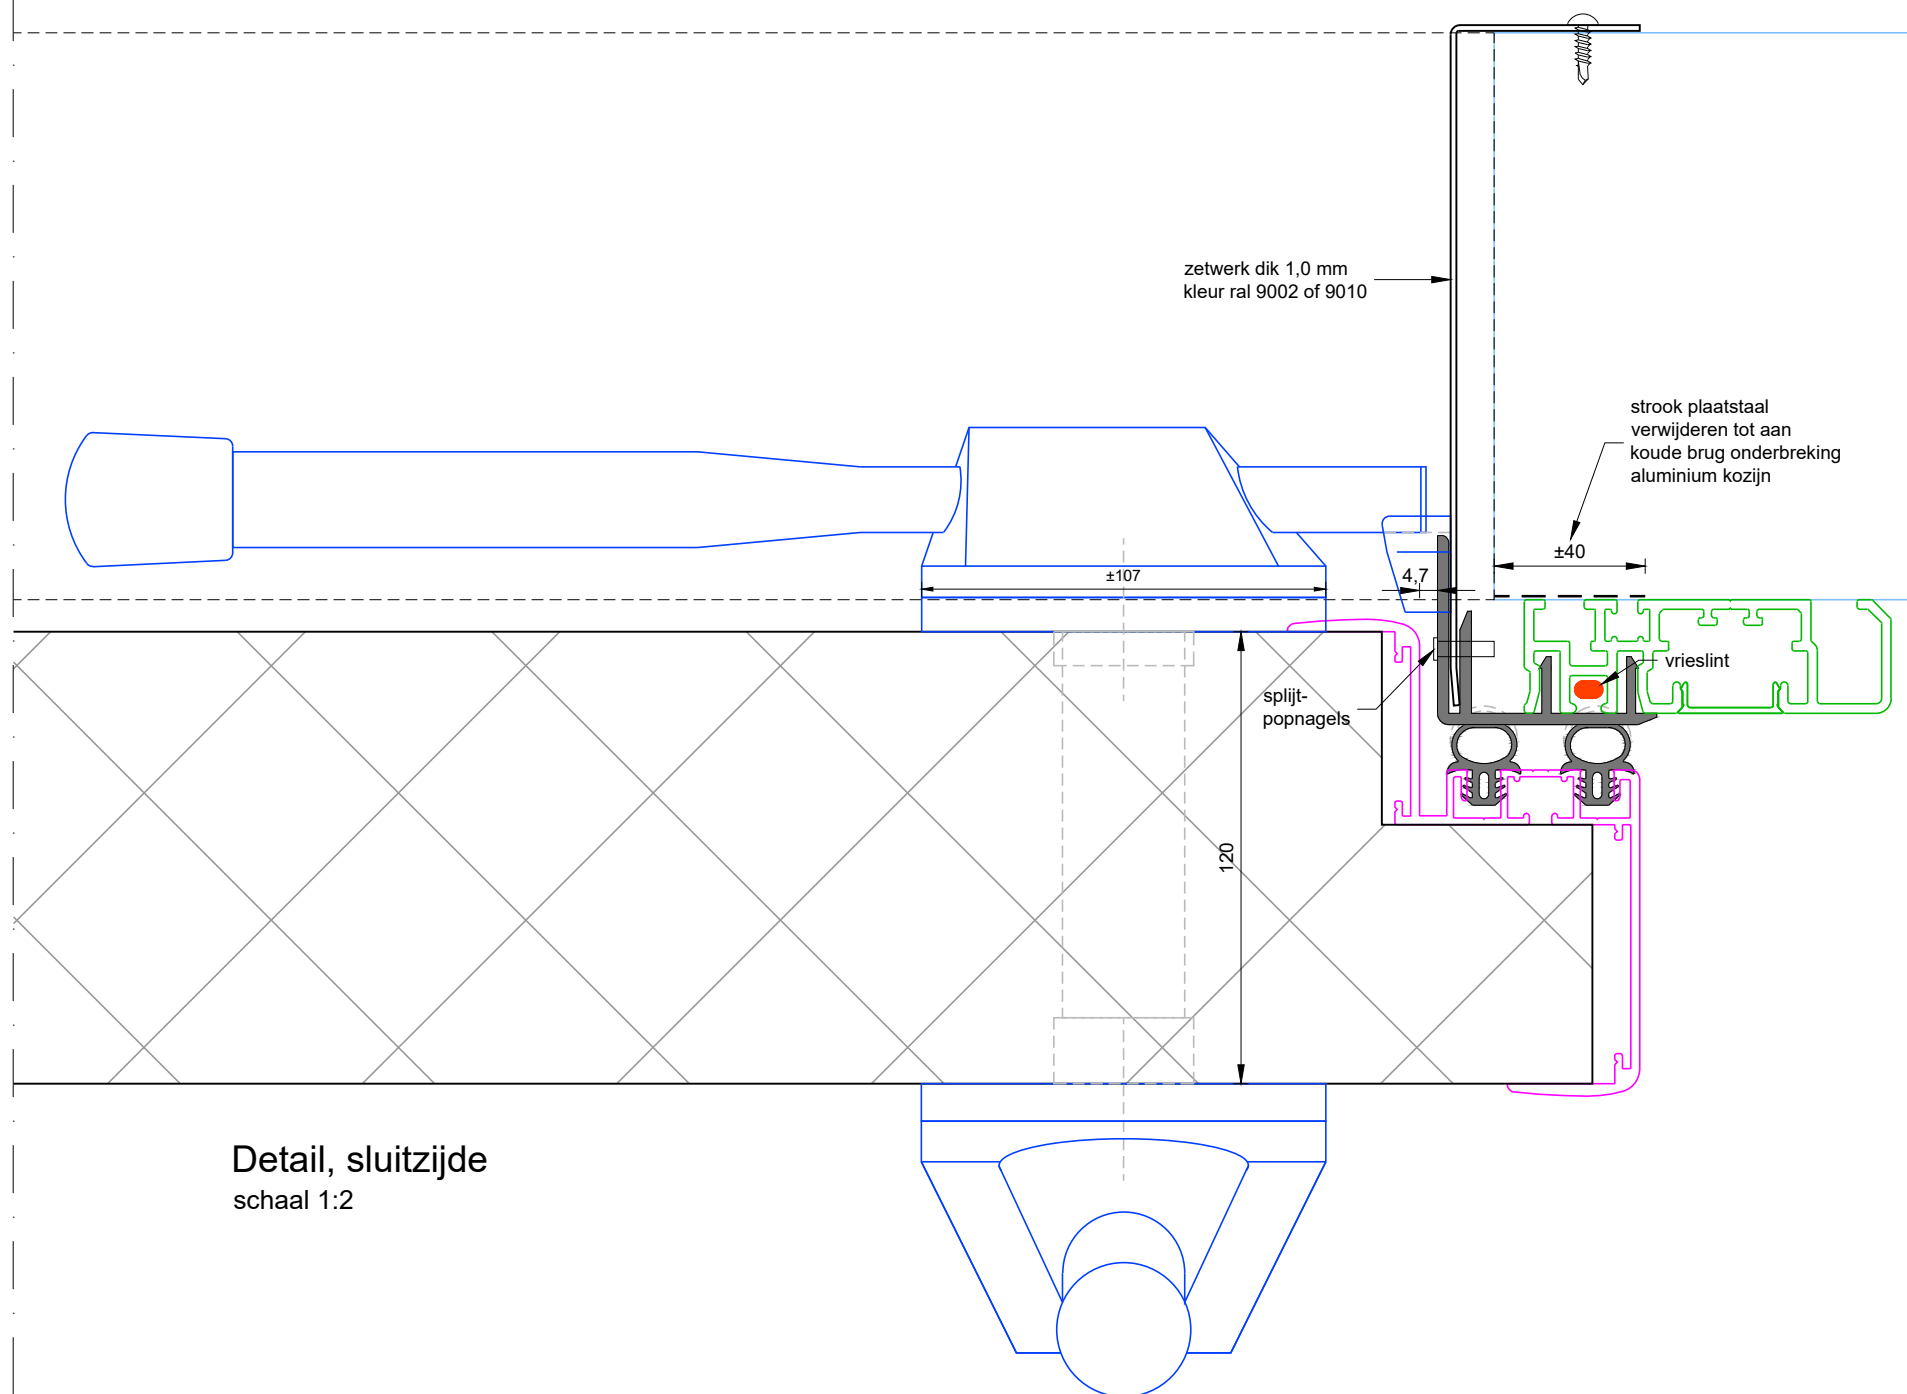 zetwerk dik 1,0 mm
kleur ral 9002 of 9010
strook plaatstaal
verwijderen tot aan
koude brug onderbreking
aluminium kozijn
±40
±107
4,7
vrieslint
splijt-
popnagels
120
Detail, sluitzijde
schaal 1:2